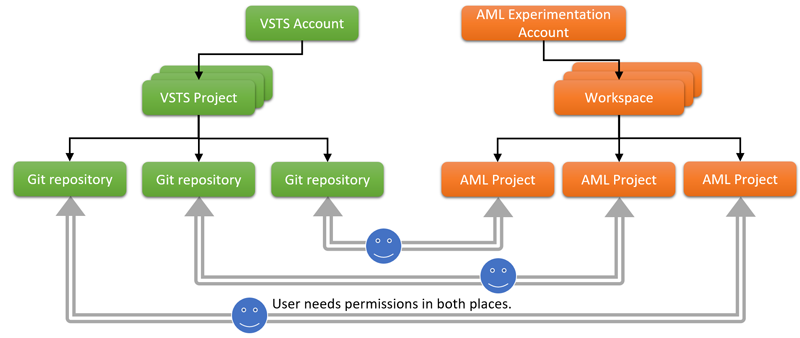 VSTS Account
AML Experimentation
Account
VSTS Project
Workspace
Git repository
Git repository
Git repository
AML Project
AML Project
AML Project
User needs permissions in both places.